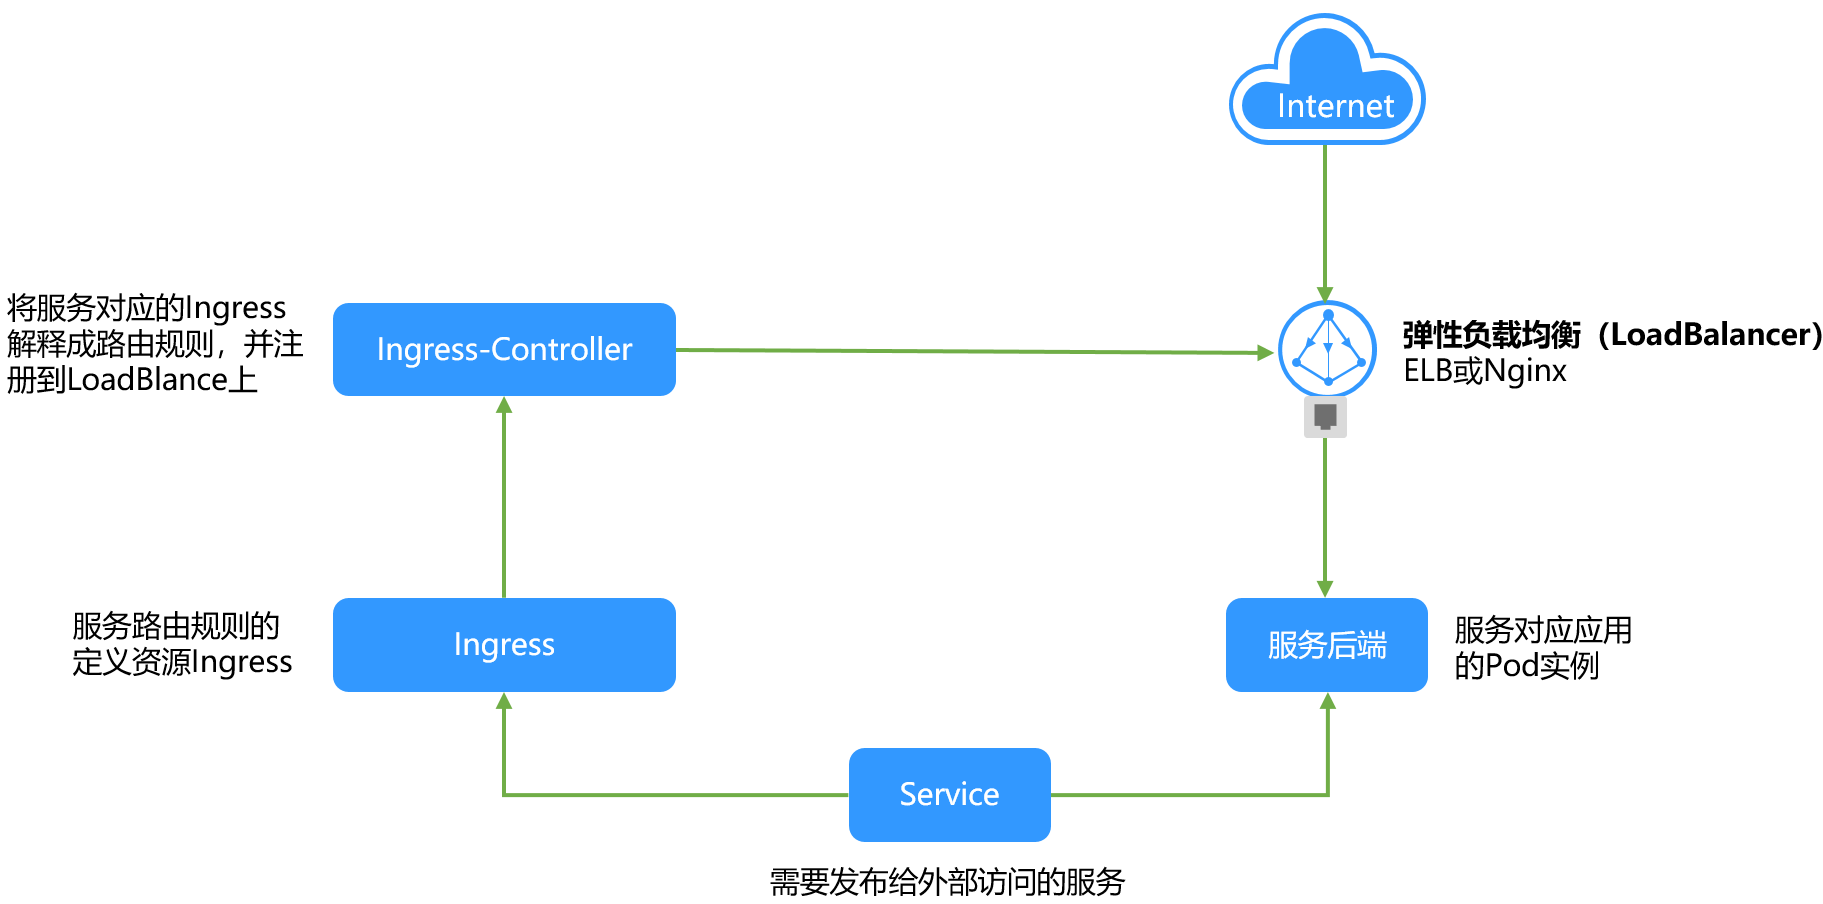 Internet
将服务对应的Ingress
解释成路由规则，并注
册到LoadBlance上
Ingress-Controller
弹性负载均衡（LoadBalancer）
ELB或Nginx
服务路由规则的
定义资源Ingress
Ingress
服务后端
服务对应应用
的Pod实例
Service
需要发布给外部访问的服务